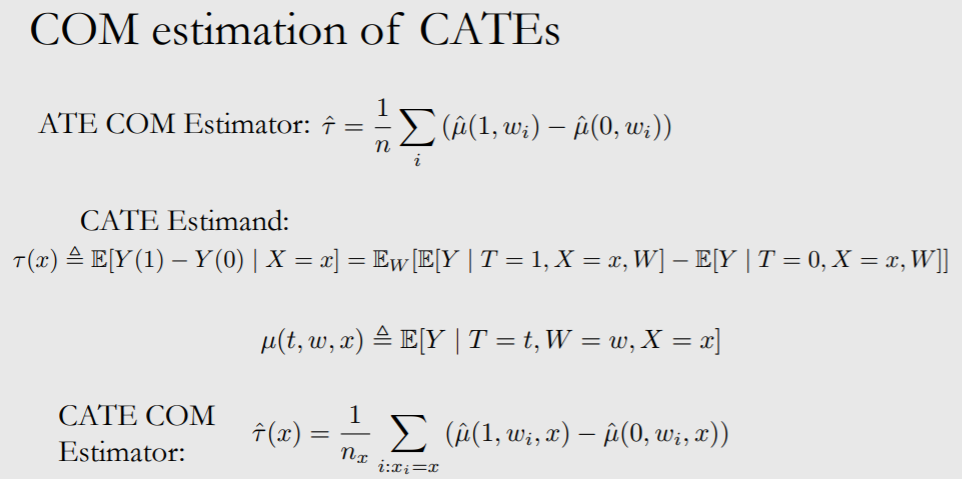 COM estimation of CATEs
ATE COM Estimator: τ̂ = 1/n ∑_i (μ̂(1, w_i) − μ̂(0, w_i))
CATE Estimand:
τ(x) ≜ 𝔼[Y(1) − Y(0) | X = x] = 𝔼_W[𝔼[Y | T = 1, X = x, W] − 𝔼[Y | T = 0, X = x, W]]
μ(t, w, x) ≜ 𝔼[Y | T = t, W = w, X = x]
CATE COM
Estimator:
τ̂(x) = 1/n_x ∑_{i:x_i=x} (μ̂(1, w_i, x) − μ̂(0, w_i, x))